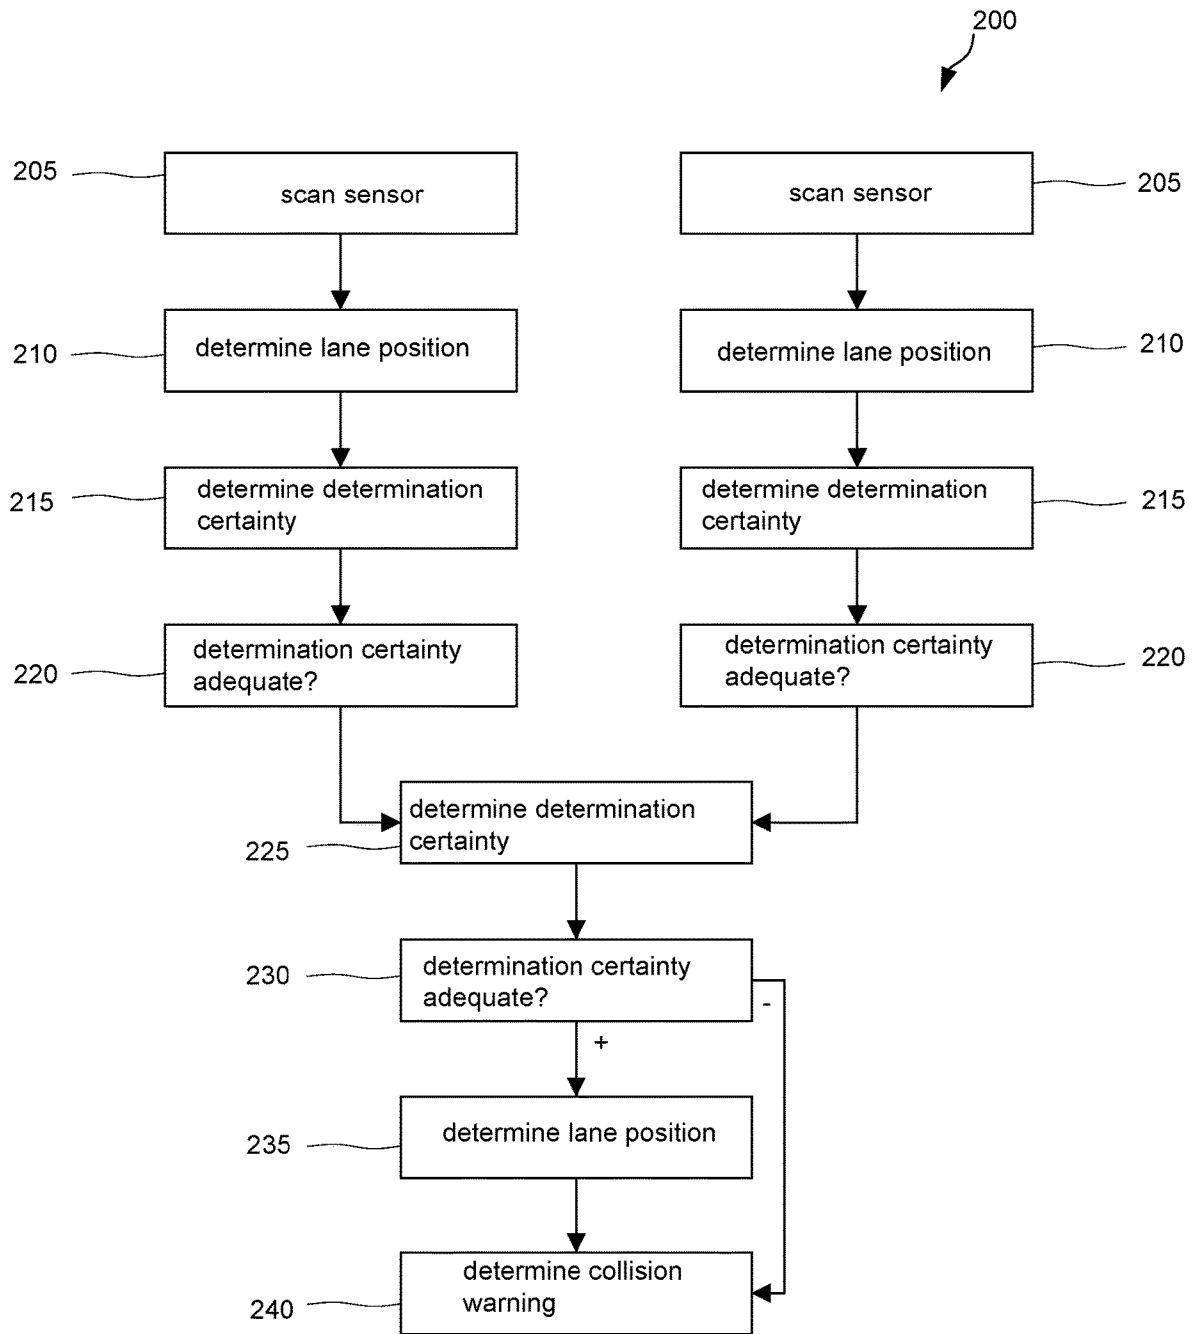 200
205
scan sensor
scan sensor
205
210
determine lane position
determine lane position
210
215
determine determination
certainty
determine determination
certainty
215
220
determination certainty
adequate?
determination certainty
adequate?
220
225
determine determination
certainty
230
determination certainty
adequate?
-
+
235
determine lane position
240
determine collision
warning